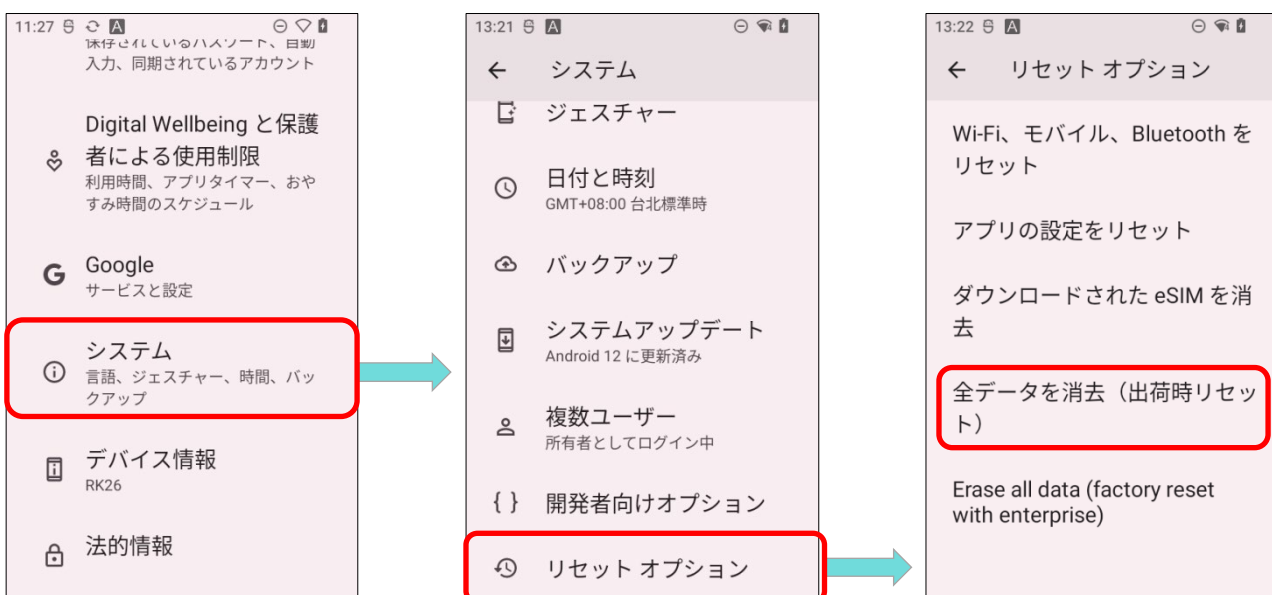 11:27
保存されているパスワード、自動
入力、同期されているアカウント
Digital Wellbeing と保護
者による使用制限
利用時間、アプリタイマー、おや
すみ時間のスケジュール
G Google
サービスと設定
システム
言語、ジェスチャー、時間、バッ
クアップ
デバイス情報
RK26
法的情報
13:21
システム
ジェスチャー
日付と時刻
GMT+08:00 台北標準時
バックアップ
システムアップデート
Android 12 に更新済み
複数ユーザー
所有者としてログイン中
{ } 開発者向けオプション
リセット オプション
13:22
リセット オプション
Wi-Fi、モバイル、Bluetooth を
リセット
アプリの設定をリセット
ダウンロードされた eSIM を消
去
全データを消去（出荷時リセッ
ト）
Erase all data (factory reset
with enterprise)